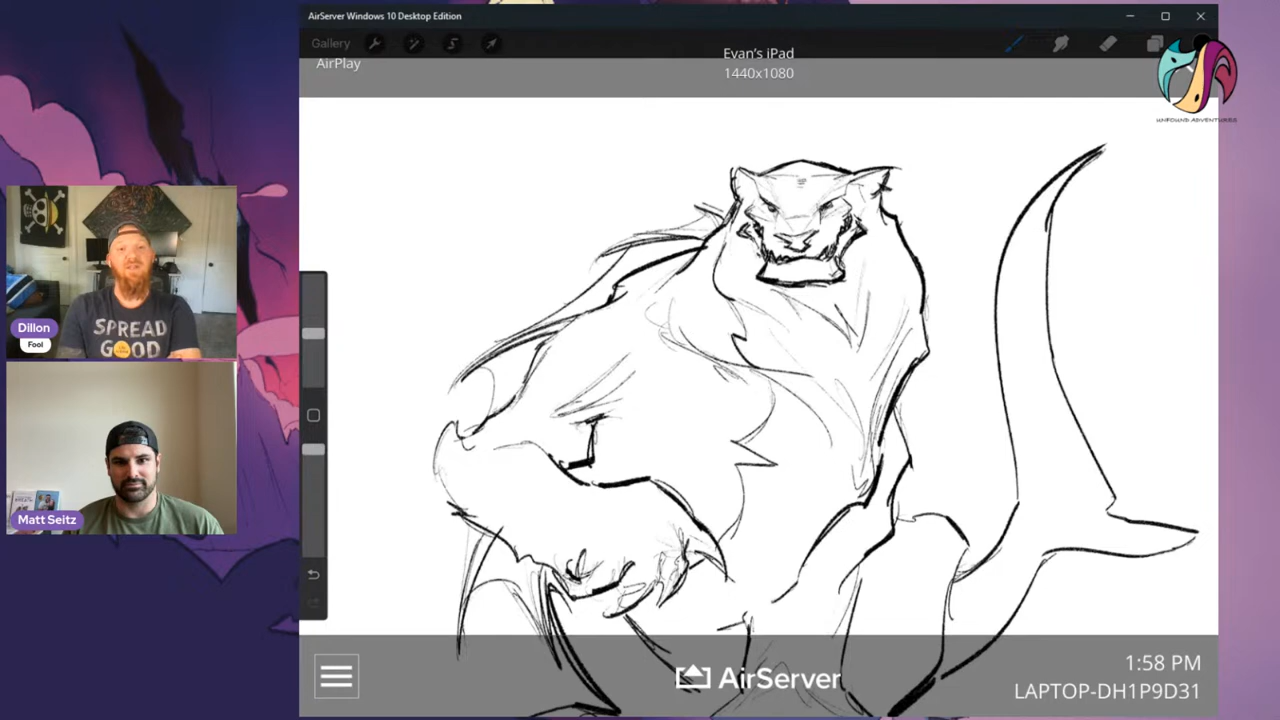 AirServer Windows 10 Desktop Edition
Gallery
AirPlay
Evan's iPad
1440x1080
UNFOUND ADVENTURES
SPREAD
GOOD
Dillon
Fool
Matt Seitz
AirServer
1:58 PM
LAPTOP-DH1P9D31